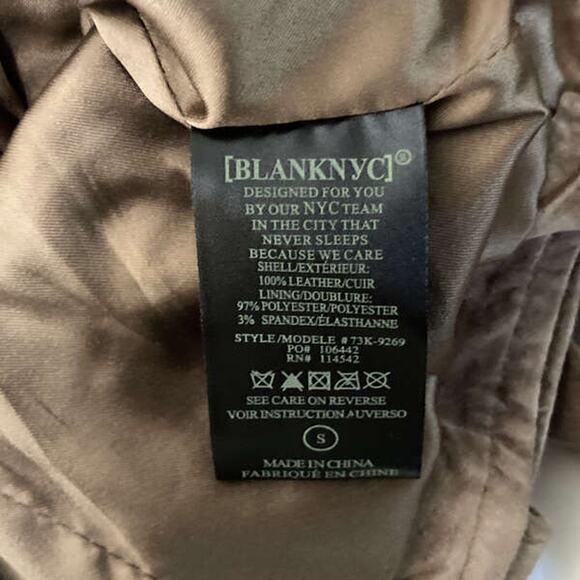 [BLANKNYC]®
DESIGNED FOR YOU
BY OUR NYC TEAM
IN THE CITY THAT
NEVER SLEEPS
BECAUSE WE CARE
SHELL/EXTÉRIEUR:
100% LEATHER/CUIR
LINING/DOUBLURE:
97% POLYESTER/POLYESTER
3% SPANDEX/ÉLASTHANNE
STYLE/MODELE # 73K-9269
PO# 106442
RN# 114542
SEE CARE ON REVERSE
VOIR INSTRUCTION AUVERSO
S
MADE IN CHINA
FABRIQUÉ EN CHINE